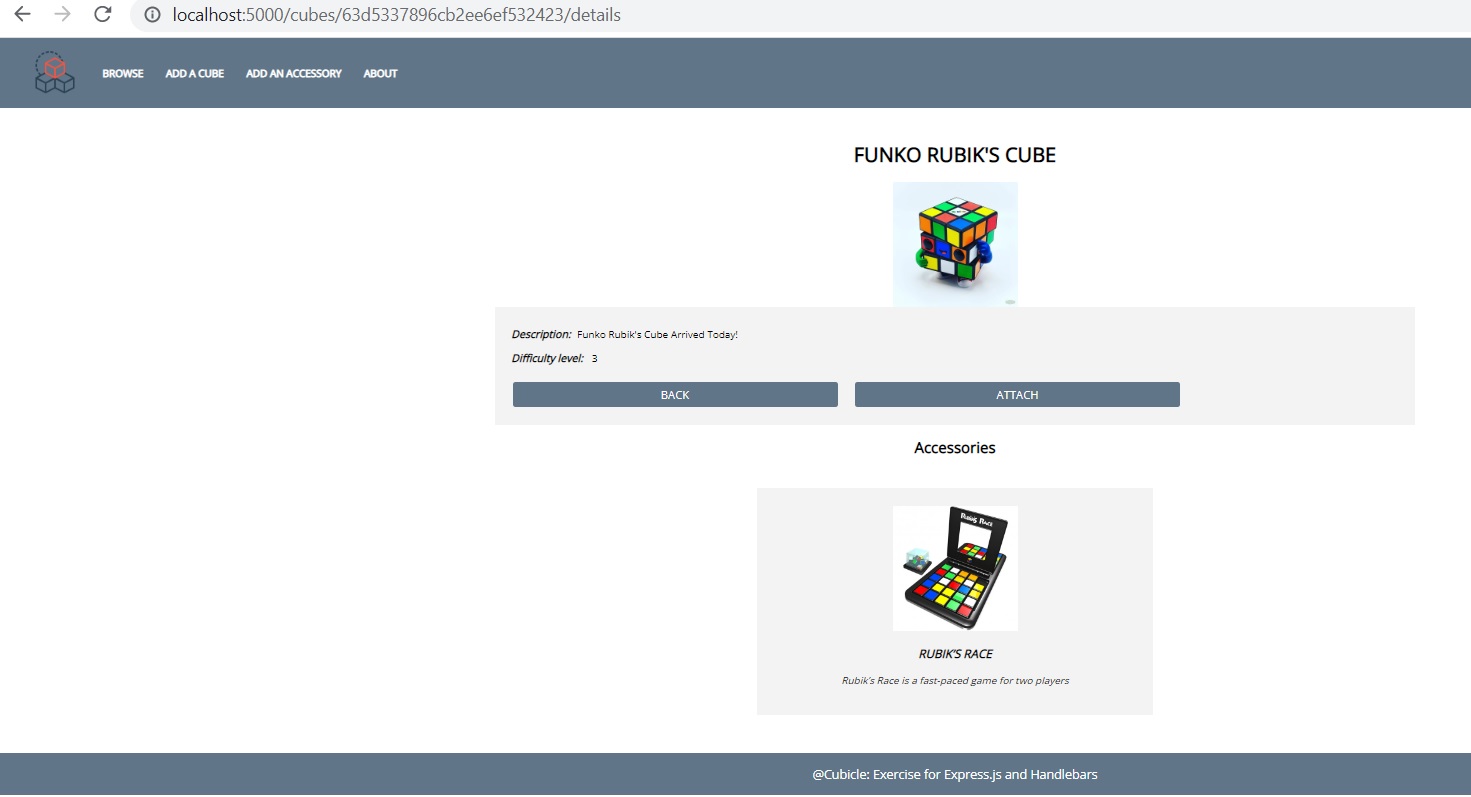 localhost:5000/cubes/63d5337896cb2ee6ef532423/details
BROWSE ADD A CUBE ADD AN ACCESSORY ABOUT
FUNKO RUBIK'S CUBE
Description: Funko Rubik's Cube Arrived Today!
Difficulty level: 3
BACK ATTACH
Accessories
RUBIK'S RACE
RUBIK'S RACE
Rubik's Race is a fast-paced game for two players
@Cubicle: Exercise for Express.js and Handlebars